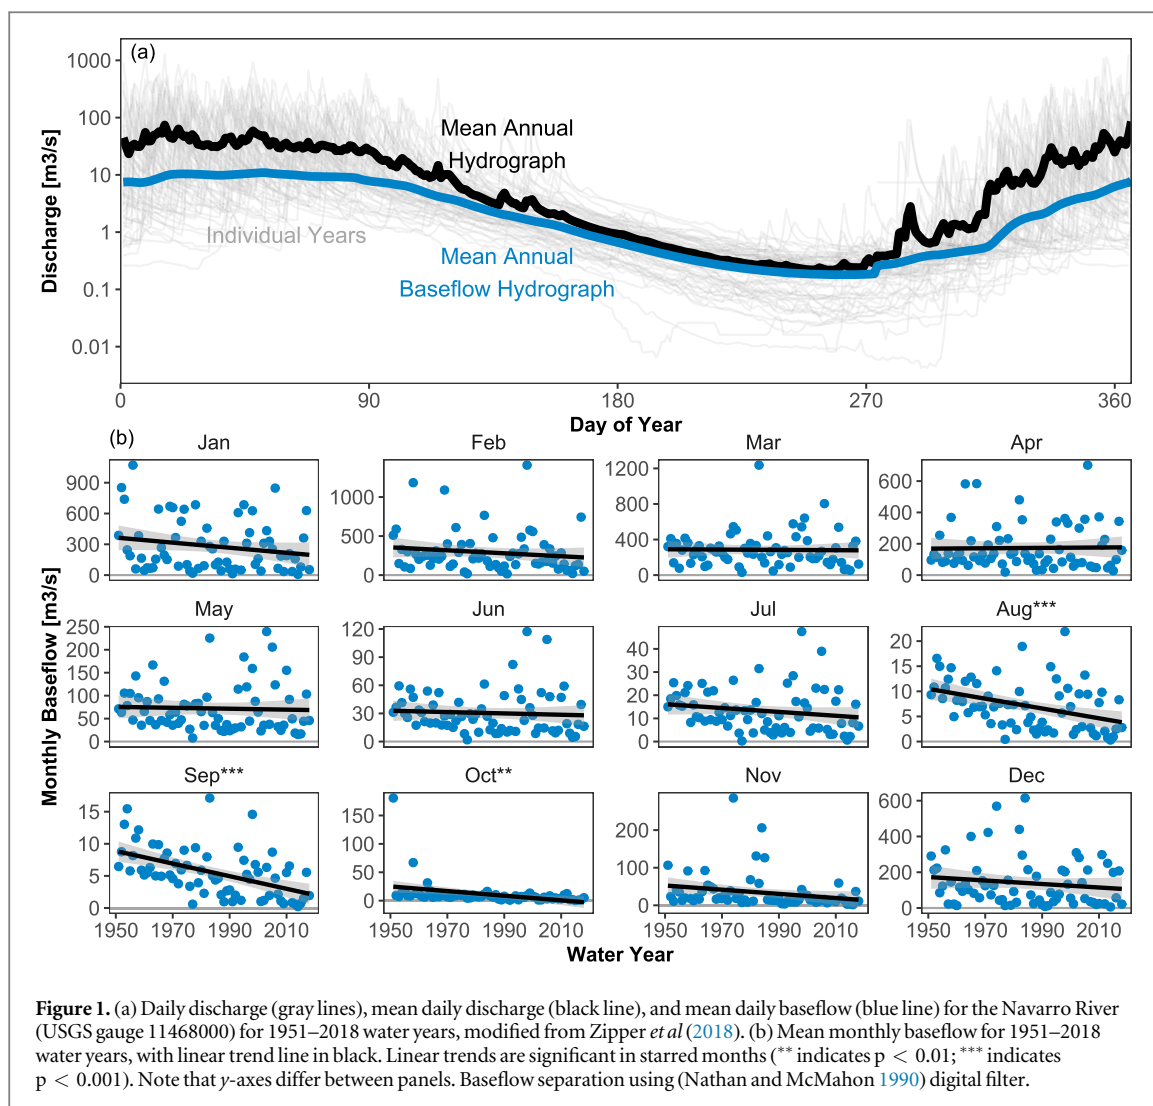 (a)
1000
100
10
1
0.1
0.01
Discharge [m3/s]
Mean Annual
Hydrograph
Individual Years
Mean Annual
Baseflow Hydrograph
0 90 180 270 360
Day of Year
(b)
Jan Feb Mar Apr
900 600 300 0
1000 500 0
1200 800 400 0
600 400 200 0
Monthly Baseflow [m3/s]
May Jun Jul Aug***
250 200 150 100 50 0
120 90 60 30 0
40 30 20 10 0
20 15 10 5 0
Sep*** Oct** Nov Dec
15 10 5 0
150 100 50 0
200 100 0
600 400 200 0
1950 1970 1990 2010 1950 1970 1990 2010 1950 1970 1990 2010 1950 1970 1990 2010
Water Year
Figure 1. (a) Daily discharge (gray lines), mean daily discharge (black line), and mean daily baseflow (blue line) for the Navarro River
(USGS gauge 11468000) for 1951–2018 water years, modified from Zipper et al (2018). (b) Mean monthly baseflow for 1951–2018
water years, with linear trend line in black. Linear trends are significant in starred months (** indicates p < 0.01; *** indicates
p < 0.001). Note that y-axes differ between panels. Baseflow separation using (Nathan and McMahon 1990) digital filter.